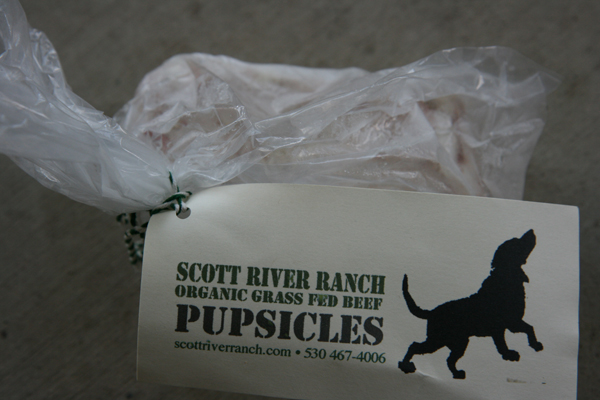 SCOTT RIVER RANCH
ORGANIC GRASS FED BEEF
PUPSICLES
scottriverranch.com • 530 467-4006